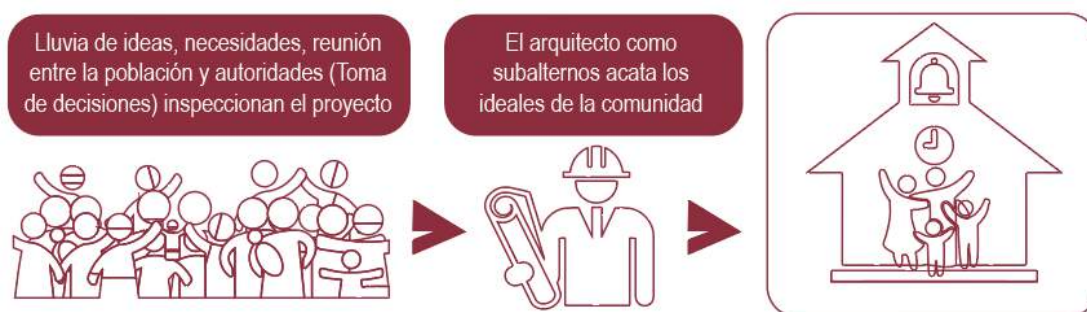 Lluvia de ideas, necesidades, reunión
entre la población y autoridades (Toma
de decisiones) inspeccionan el proyecto
El arquitecto como
subalternos acata los
ideales de la comunidad